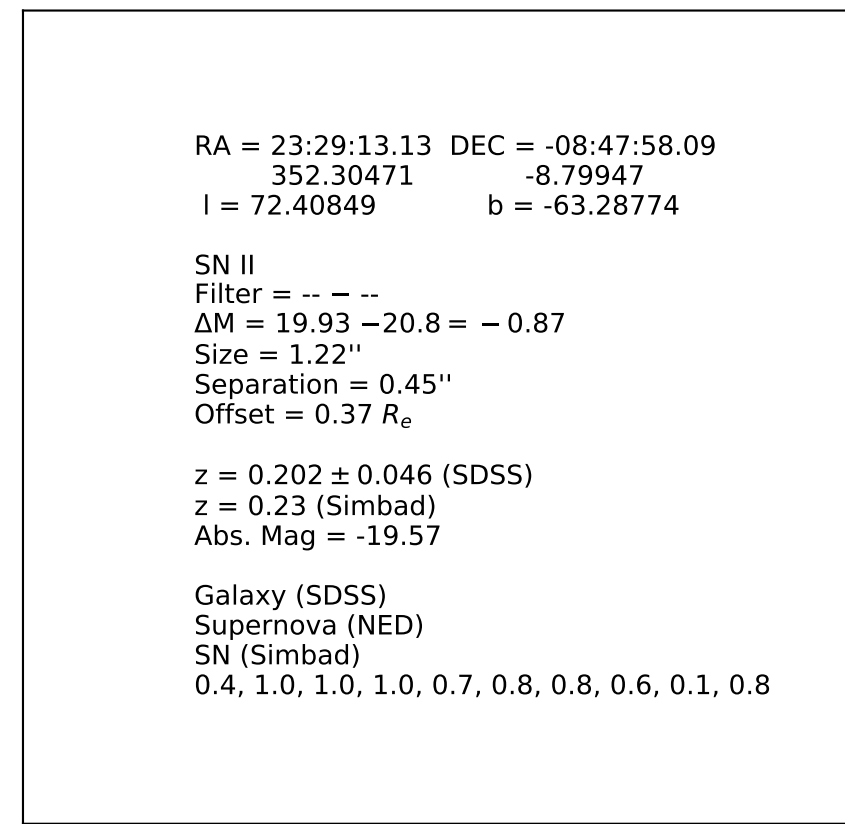 RA = 23:29:13.13 DEC = -08:47:58.09
352.30471 -8.79947
l = 72.40849 b = -63.28774
SN II
Filter = -- − --
ΔM = 19.93 −20.8 = − 0.87
Size = 1.22''
Separation = 0.45''
Offset = 0.37 Re
z = 0.202 ± 0.046 (SDSS)
z = 0.23 (Simbad)
Abs. Mag = -19.57
Galaxy (SDSS)
Supernova (NED)
SN (Simbad)
0.4, 1.0, 1.0, 1.0, 0.7, 0.8, 0.8, 0.6, 0.1, 0.8